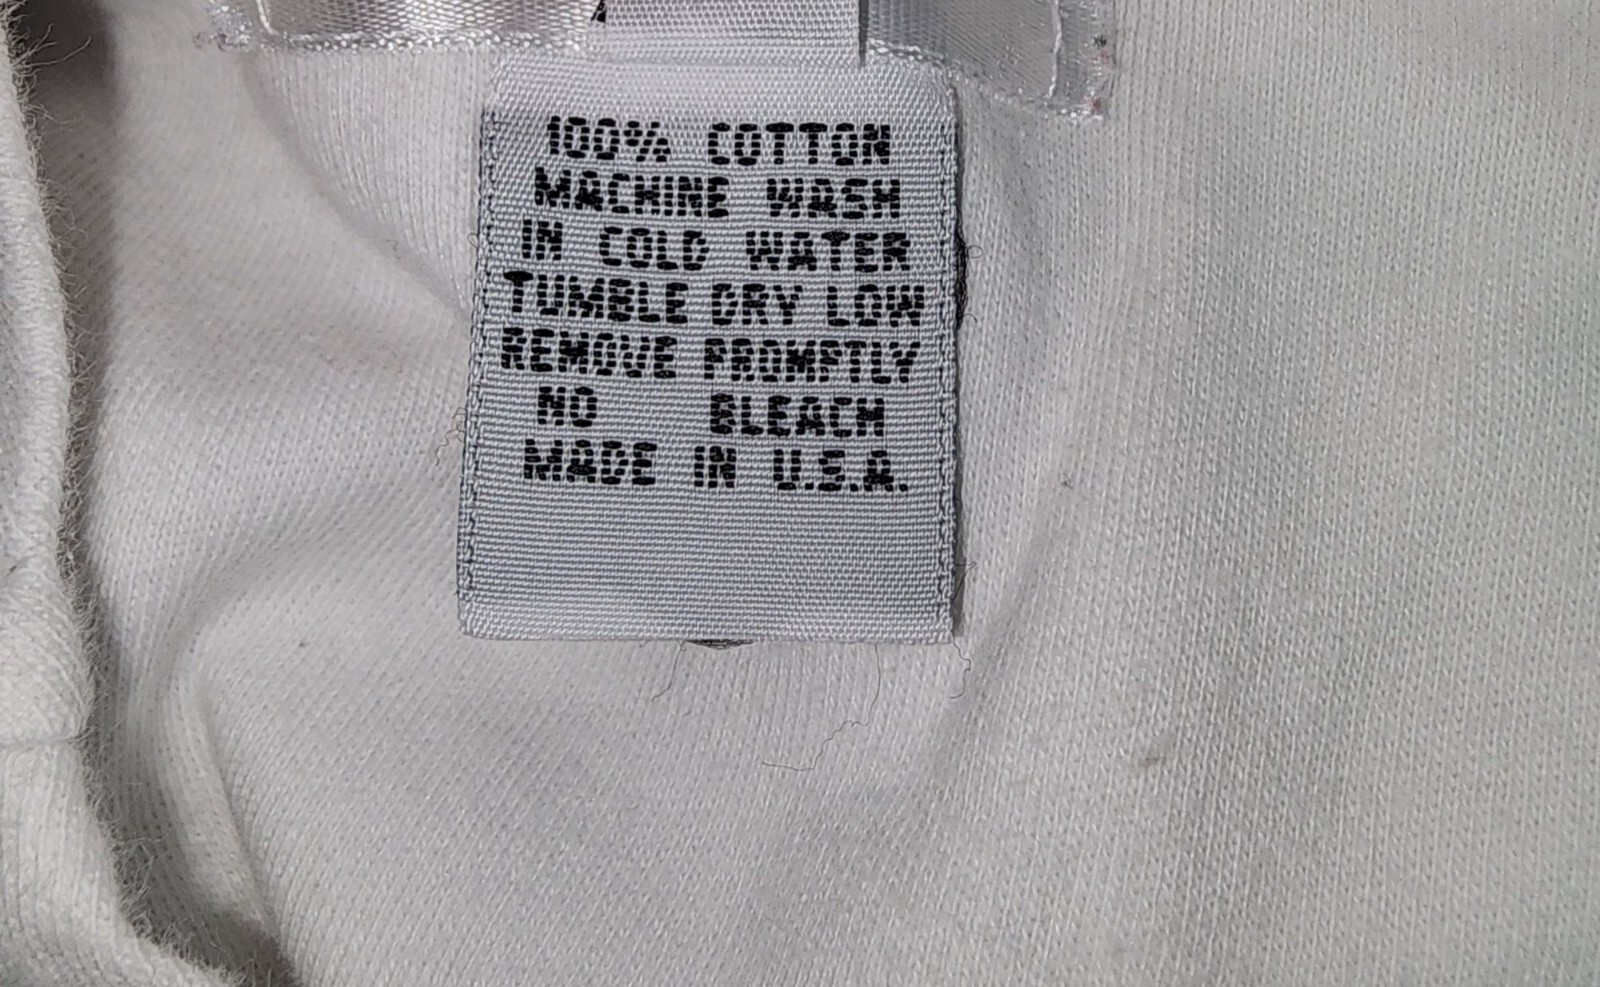 100% COTTON
MACHINE WASH
IN COLD WATER
TUMBLE DRY LOW
REMOVE PROMPTLY
NO BLEACH
MADE IN U.S.A.